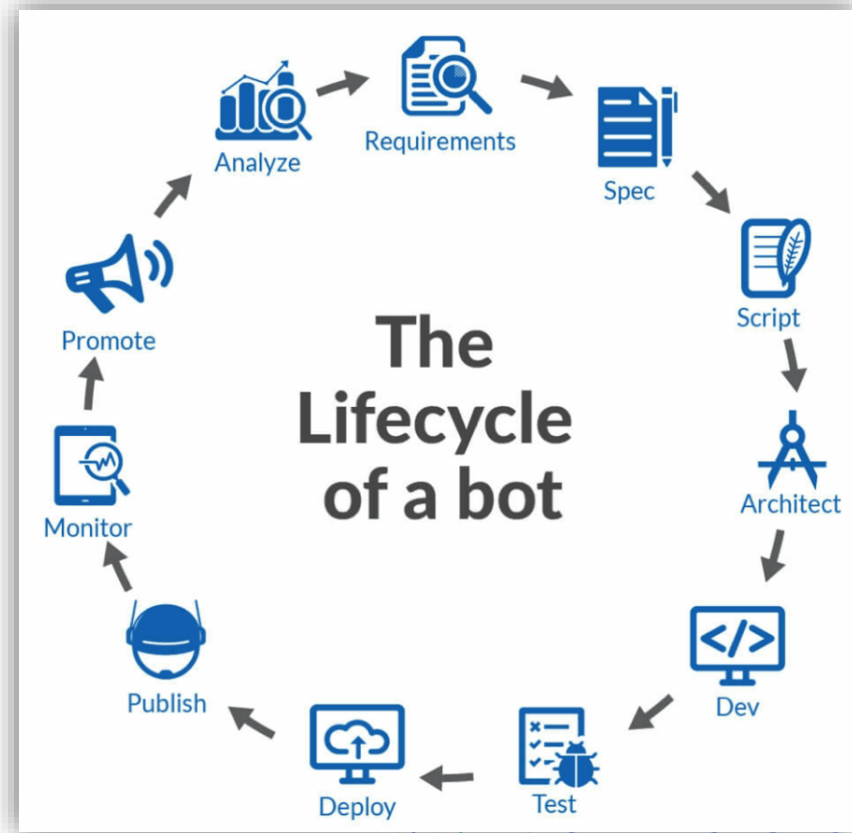 Requirements
Spec
Script
Architect
Dev
Test
Deploy
Publish
Monitor
Promote
Analyze
The
Lifecycle
of a bot